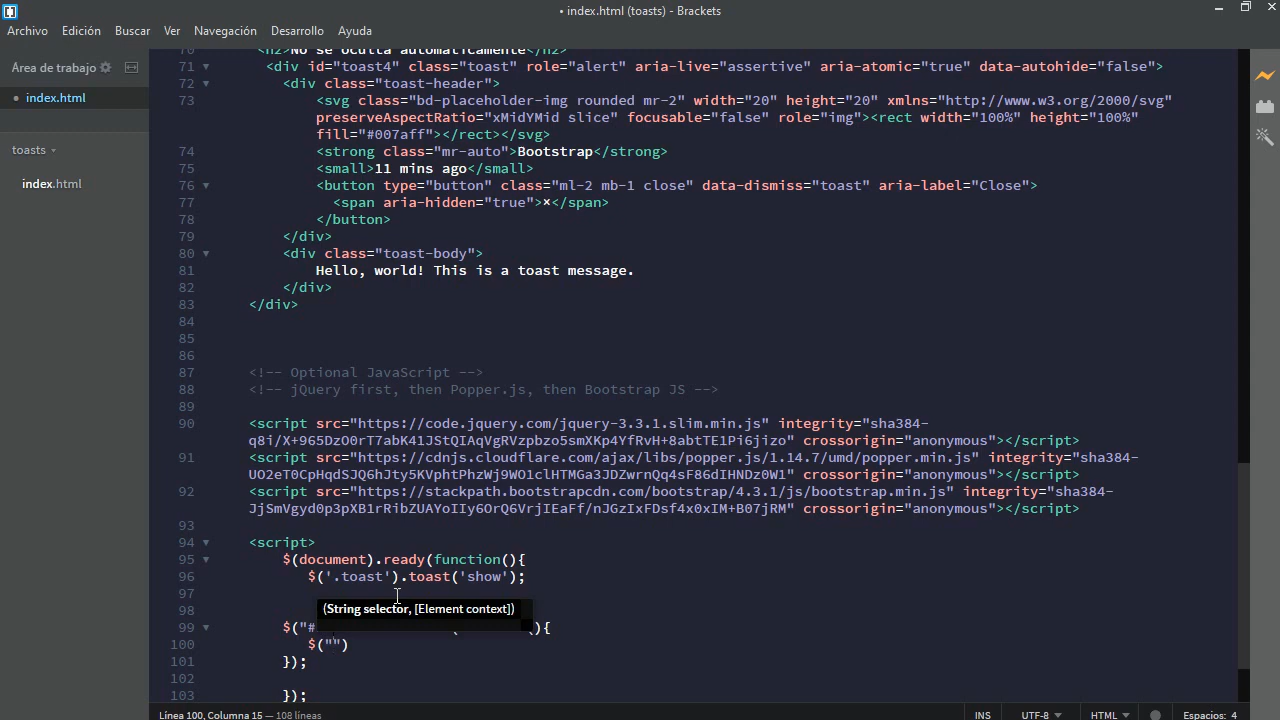 • index.html (toasts) - Brackets
Archivo Edición Buscar Ver Navegación Desarrollo Ayuda
Área de trabajo
• index.html
toasts
index.html
70 <h2>No se oculta automaticamente</h2>
71 <div id="toast4" class="toast" role="alert" aria-live="assertive" aria-atomic="true" data-autohide="false">
72 <div class="toast-header">
73 <svg class="bd-placeholder-img rounded mr-2" width="20" height="20" xmlns="http://www.w3.org/2000/svg"
preserveAspectRatio="xMidYMid slice" focusable="false" role="img"><rect width="100%" height="100%"
fill="#007aff"></rect></svg>
74 <strong class="mr-auto">Bootstrap</strong>
75 <small>11 mins ago</small>
76 <button type="button" class="ml-2 mb-1 close" data-dismiss="toast" aria-label="Close">
77 <span aria-hidden="true">×</span>
78 </button>
79 </div>
80 <div class="toast-body">
81 Hello, world! This is a toast message.
82 </div>
83 </div>
84
85
86
87 <!-- Optional JavaScript -->
88 <!-- jQuery first, then Popper.js, then Bootstrap JS -->
89
90 <script src="https://code.jquery.com/jquery-3.3.1.slim.min.js" integrity="sha384-
q8i/X+965DzO0rT7abK41JStQIAqVgRVzpbzo5smXKp4YfRvH+8abtTE1Pi6jizo" crossorigin="anonymous"></script>
91 <script src="https://cdnjs.cloudflare.com/ajax/libs/popper.js/1.14.7/umd/popper.min.js" integrity="sha384-
UO2eT0CpHqdSJQ6hJty5KVphtPhzWj9WO1clHTMGa3JDZwrnQq4sF86dIHNDz0W1" crossorigin="anonymous"></script>
92 <script src="https://stackpath.bootstrapcdn.com/bootstrap/4.3.1/js/bootstrap.min.js" integrity="sha384-
JjSmVgyd0p3pXB1rRibZUAYoIIy6OrQ6VrjIEaFf/nJGzIxFDsf4x0xIM+B07jRM" crossorigin="anonymous"></script>
93
94 <script>
95 $(document).ready(function(){
96 $('.toast').toast('show');
97
98 (String selector, [Element context])
99 $("# (){
100 $("")
101 });
102
103 });
Línea 100, Columna 15 — 108 líneas INS UTF-8 HTML Espacios: 4